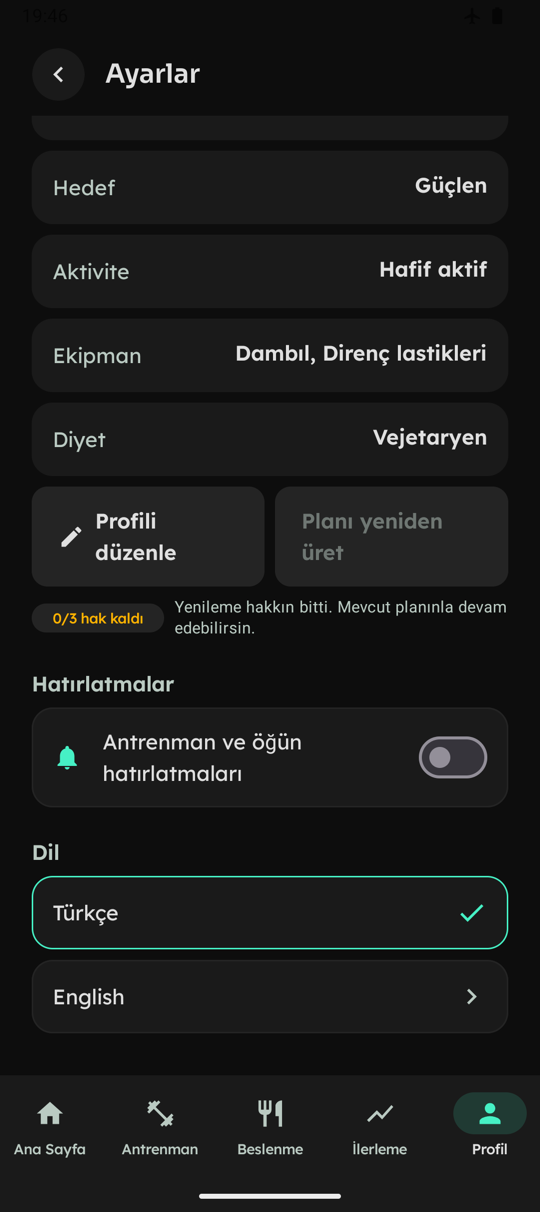 19:46
Ayarlar
Hedef
Güçlen
Aktivite
Hafif aktif
Ekipman
Dambıl, Direnç lastikleri
Diyet
Vejetaryen
Profili
düzenle
Planı yeniden
üret
0/3 hak kaldı
Yenileme hakkın bitti. Mevcut planınla devam
edebilirsin.
Hatırlatmalar
Antrenman ve öğün
hatırlatmaları
Dil
Türkçe
English
Ana Sayfa
Antrenman
Beslenme
İlerleme
Profil